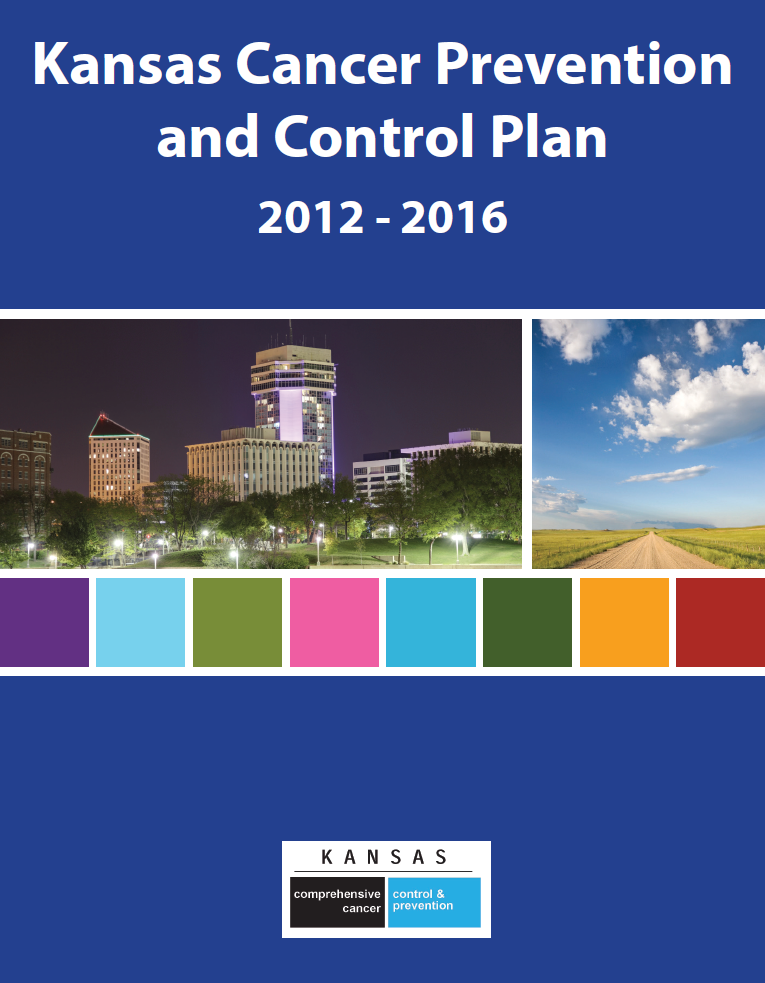 Kansas Cancer Prevention
and Control Plan
2012 - 2016
KANSAS
comprehensive
cancer
control &
prevention